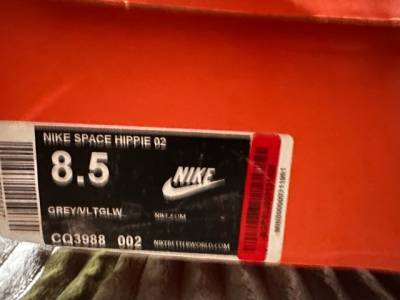 NIKE SPACE HIPPIE 02
8.5
NIKE
GREY/VLTGLW NIKE.COM
CQ3988 002 NIKEBETTERWORLD.COM